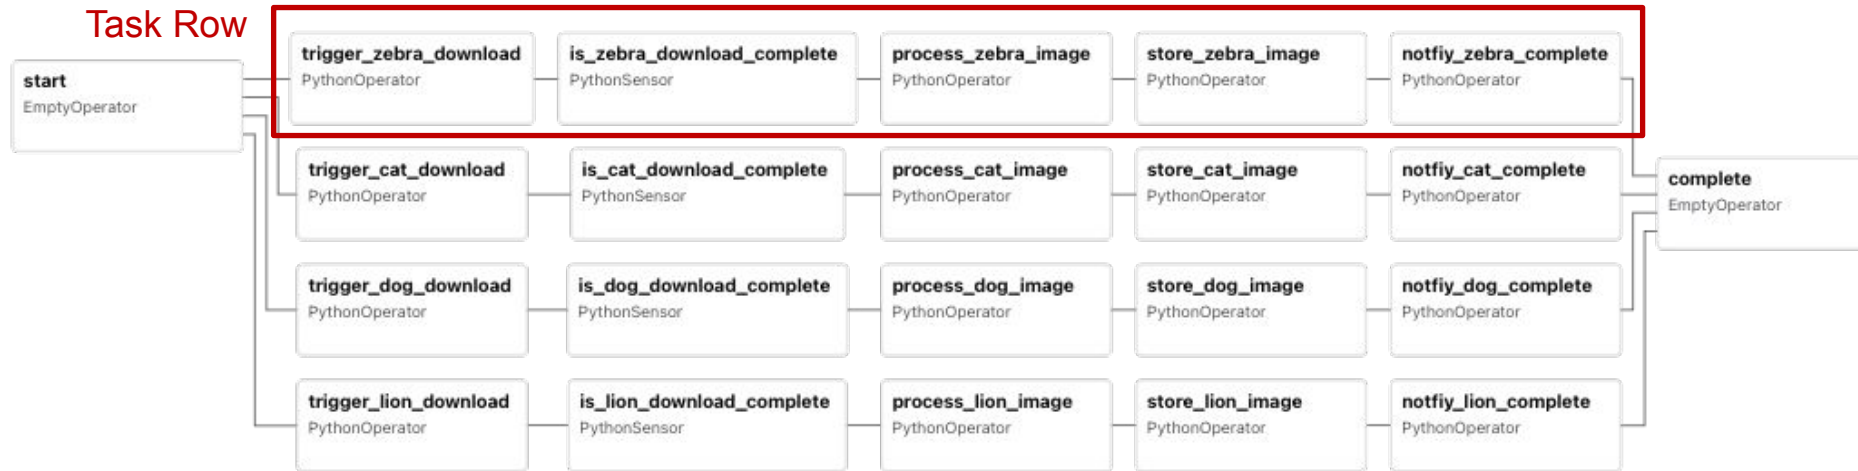 Task Row
start
EmptyOperator
trigger_zebra_download
PythonOperator
is_zebra_download_complete
PythonSensor
process_zebra_image
PythonOperator
store_zebra_image
PythonOperator
notfiy_zebra_complete
PythonOperator
trigger_cat_download
PythonOperator
is_cat_download_complete
PythonSensor
process_cat_image
PythonOperator
store_cat_image
PythonOperator
notfiy_cat_complete
PythonOperator
trigger_dog_download
PythonOperator
is_dog_download_complete
PythonSensor
process_dog_image
PythonOperator
store_dog_image
PythonOperator
notfiy_dog_complete
PythonOperator
trigger_lion_download
PythonOperator
is_lion_download_complete
PythonSensor
process_lion_image
PythonOperator
store_lion_image
PythonOperator
notfiy_lion_complete
PythonOperator
complete
EmptyOperator